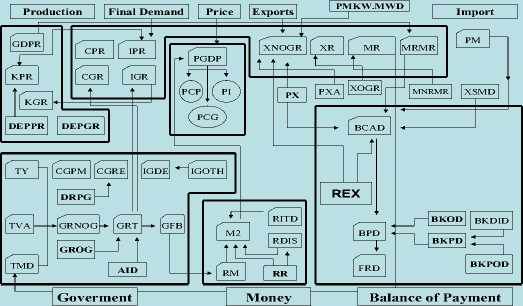 Production Final Demand Price Exports PMKW.MWD Import
GDPR CPR IPR PGDP XNOGR XR MR MRMR PM
KPR CGR IGR PCP PI PX PXA XOGR MNRMR XSMD
KGR PCG
DEPPR DEPGR BCAD
TY CGPM CGRE IGDE IGOTH
DRPG REX
TVA GRNOG GRT GFB M2 RITD BPD BKOD BKDID
GROG RDIS BKPD
TMD AID RM RR FRD BKPOD
Goverment Money Balance of Payment